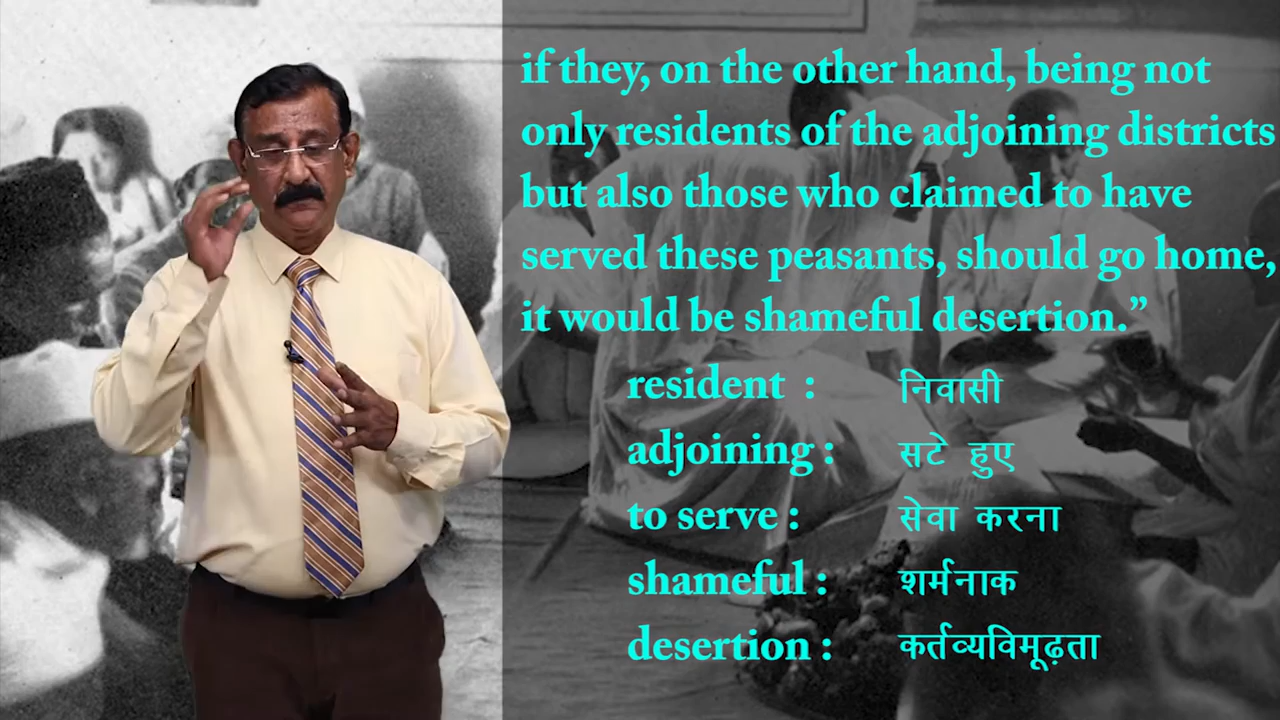 if they, on the other hand, being not
only residents of the adjoining districts
but also those who claimed to have
served these peasants, should go home,
it would be shameful desertion.”
resident : निवासी
adjoining : सटे हुए
to serve : सेवा करना
shameful : शर्मनाक
desertion : कर्तव्यविमूढ़ता